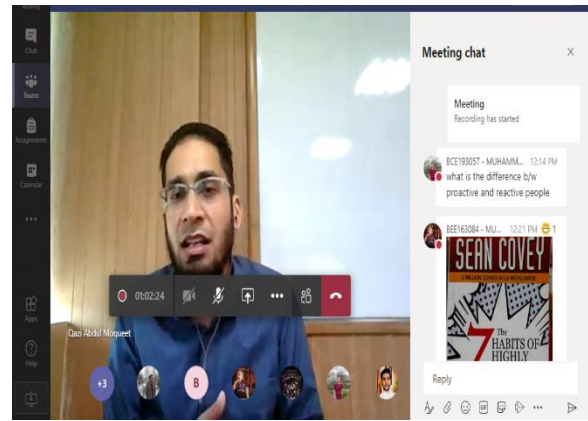 Chat
Teams
Assignments
Calendar
Apps
Help
01:02:24
Qazi Abdul Moqueet
+3
B
Meeting chat
Meeting
Recording has started
BCE193057 - MUHAMM... 12:14 PM
what is the difference b/w
proactive and reactive people
BEE163084 - MU... 12:21 PM 1
SEAN COVEY
The
7 HABITS OF
HIGHLY
Reply
GIF